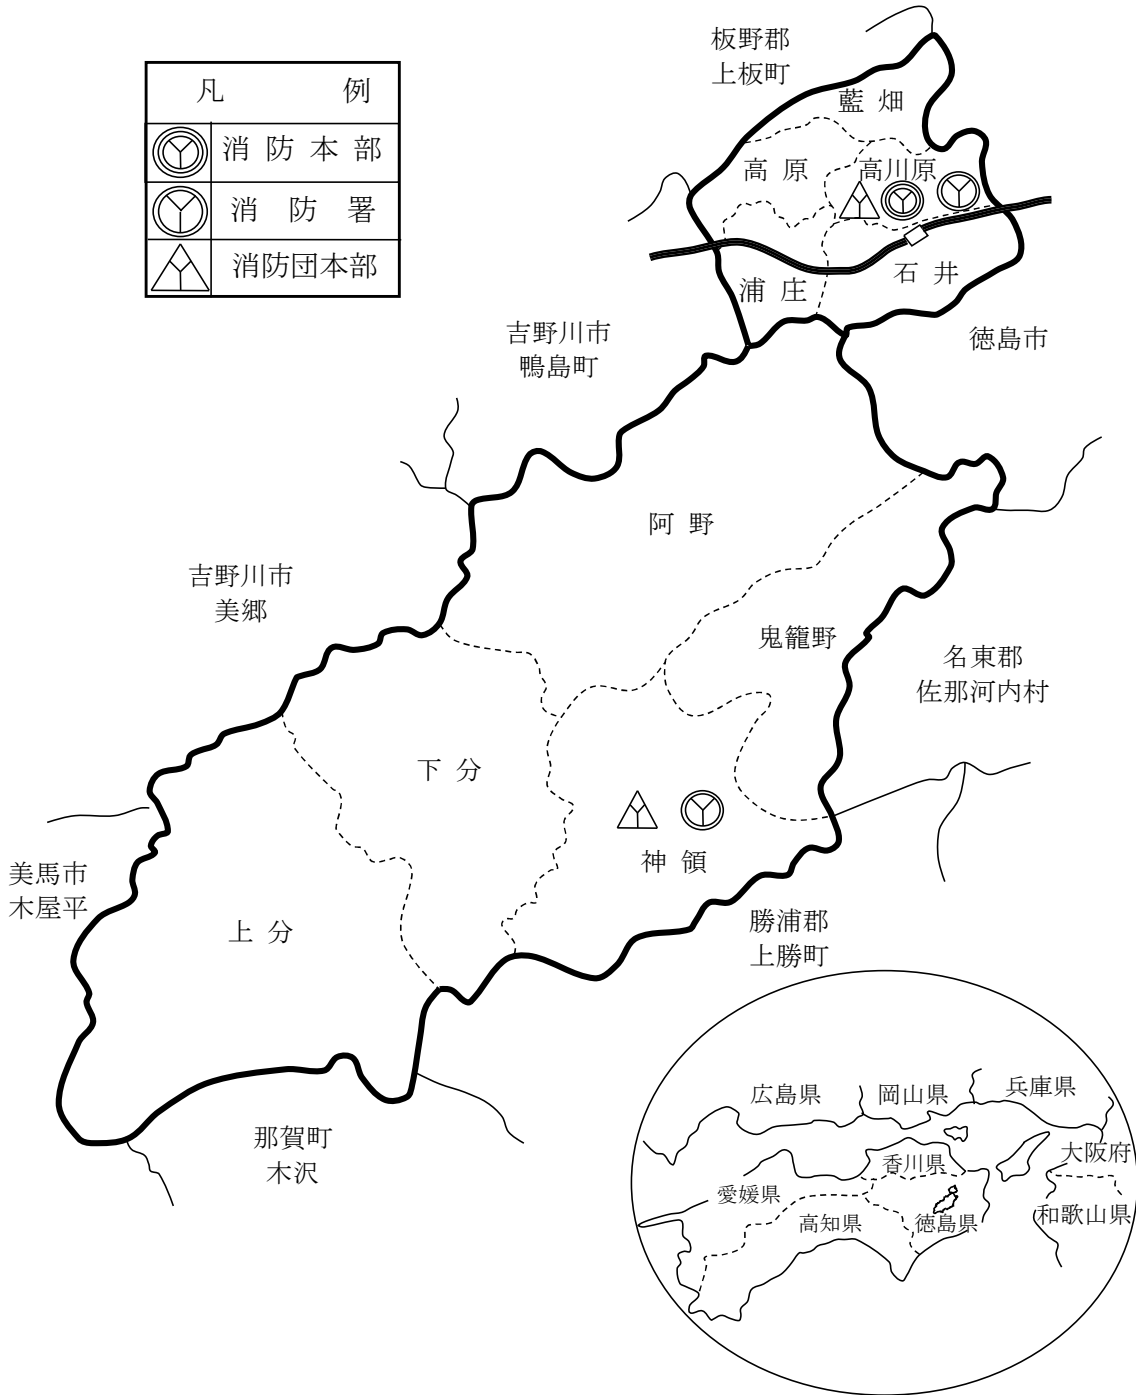 凡 例
消防本部
消防署
消防団本部
板野郡
上板町
藍畑
高原
高川原
石井
浦庄
吉野川市
鴨島町
徳島市
阿野
吉野川市
美郷
鬼籠野
名東郡
佐那河内村
下分
神領
美馬市
木屋平
上分
勝浦郡
上勝町
那賀町
木沢
広島県
岡山県
兵庫県
香川県
大阪府
愛媛県
高知県
徳島県
和歌山県